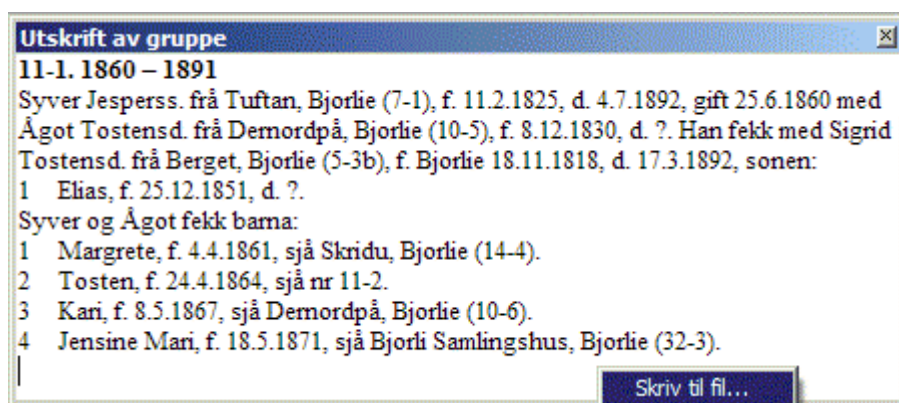 Utskrift av gruppe
11-1. 1860 – 1891
Syver Jesperss. frå Tuftan, Bjorlie (7-1), f. 11.2.1825, d. 4.7.1892, gift 25.6.1860 med
Ågot Tostensd. frå Dernordpå, Bjorlie (10-5), f. 8.12.1830, d. ?. Han fekk med Sigrid
Tostensd. frå Berget, Bjorlie (5-3b), f. Bjorlie 18.11.1818, d. 17.3.1892, sonen:
1 Elias, f. 25.12.1851, d. ?.
Syver og Ågot fekk barna:
1 Margrete, f. 4.4.1861, sjå Skridu, Bjorlie (14-4).
2 Tosten, f. 24.4.1864, sjå nr 11-2.
3 Kari, f. 8.5.1867, sjå Dernordpå, Bjorlie (10-6).
4 Jensine Mari, f. 18.5.1871, sjå Bjorli Samlingshus, Bjorlie (32-3).
Skriv til fil...